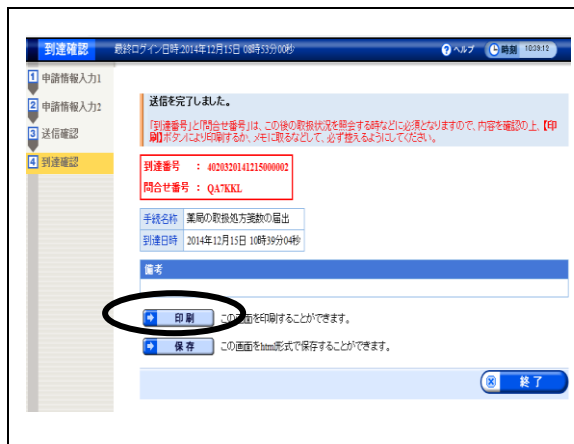 到達確認 最終ログイン日時:2014年12月15日 08時53分00秒 ヘルプ 時刻 10:39:12
1 申請情報入力1
2 申請情報入力2
3 送信確認
4 到達確認
送信を完了しました。
「到達番号」と「問合せ番号」は、この後の取扱状況を照会する時などに必須となりますので、内容を確認の上、【印
刷】ボタンにより印刷するか、メモに取るなどして、必ず控えるようにしてください。
到達番号 : 4020320141215000002
問合せ番号 : QA7KKL
手続名称 薬局の取扱処方箋数の届出
到達日時 2014年12月15日 10時39分04秒
備考
印刷 この画面を印刷することができます。
保存 この画面をhtml形式で保存することができます。
終了